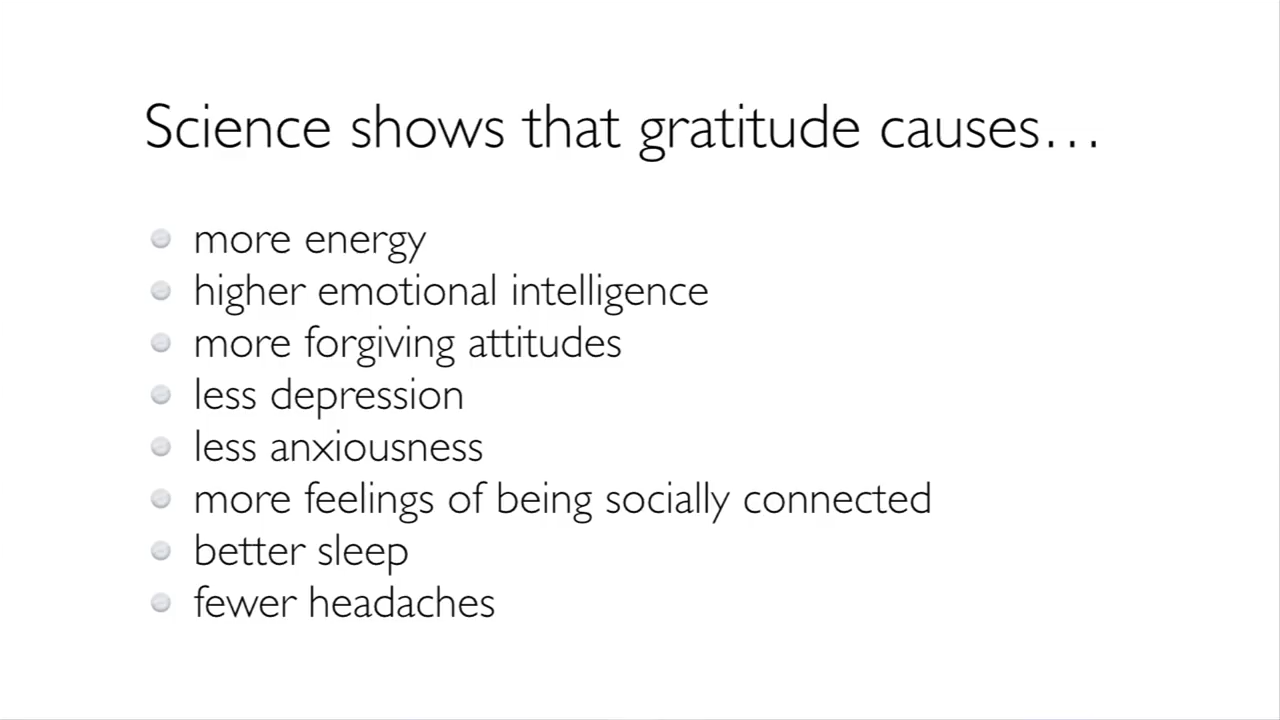 Science shows that gratitude causes…
more energy
higher emotional intelligence
more forgiving attitudes
less depression
less anxiousness
more feelings of being socially connected
better sleep
fewer headaches